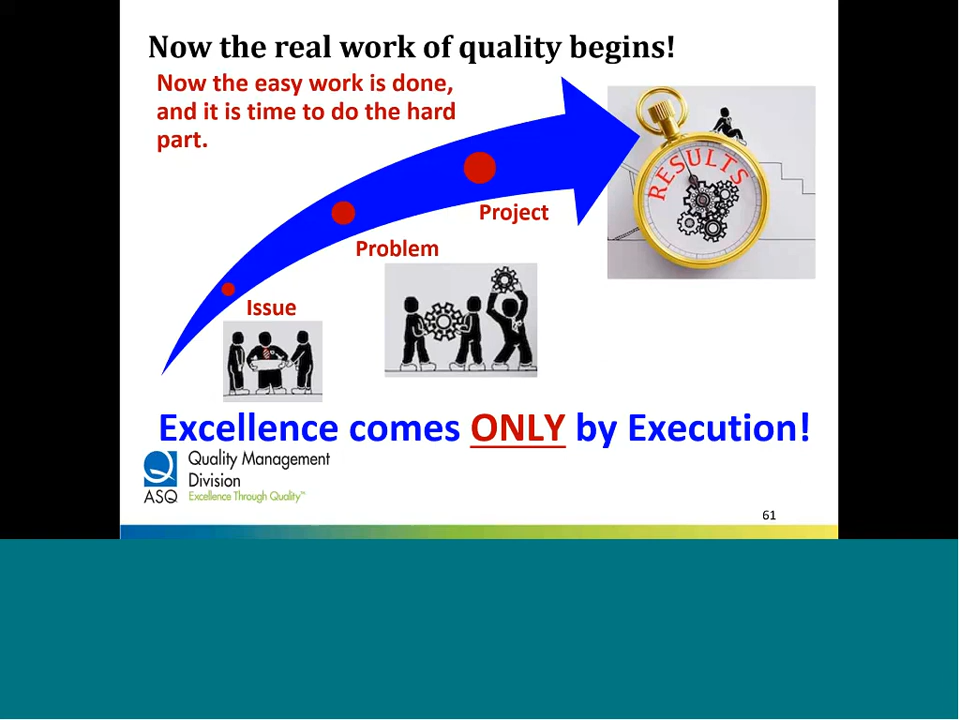 Now the real work of quality begins!
Now the easy work is done,
and it is time to do the hard
part.
RESULTS
Project
Problem
Issue
Excellence comes ONLY by Execution!
Quality Management
Division
ASQ Excellence Through Quality™
61